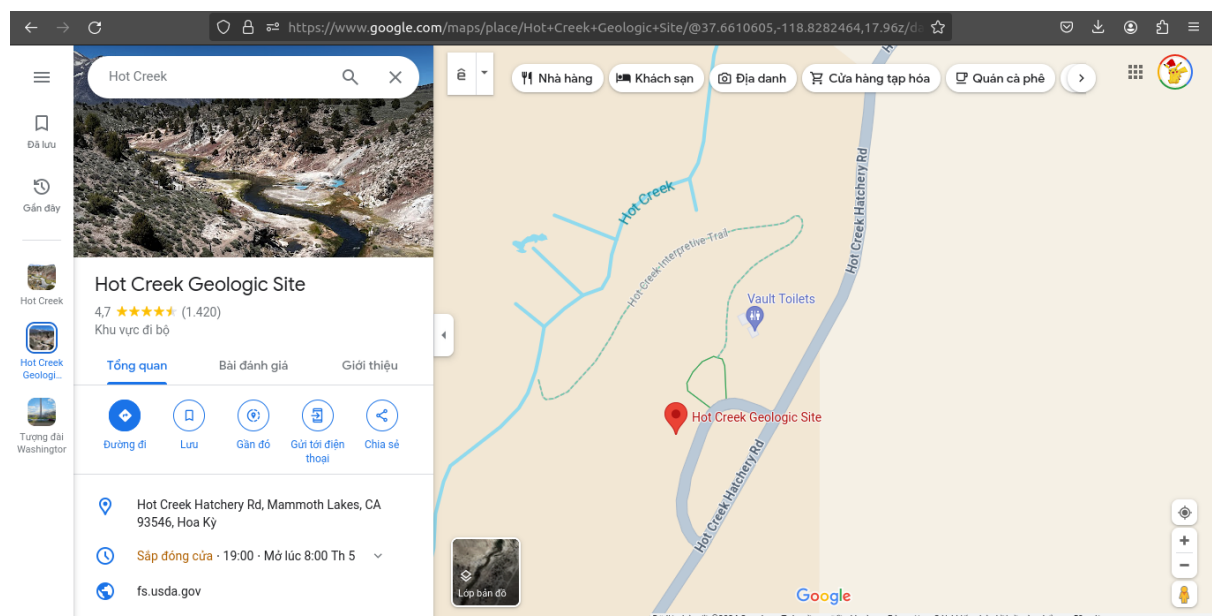 https://www.google.com/maps/place/Hot+Creek+Geologic+Site/@37.6610605,-118.8282464,17.96z/da
Hot Creek
Đã lưu
Gần đây
Hot Creek
Hot Creek
Geologi...
Tượng đài
Washington
Hot Creek Geologic Site
4,7 (1.420)
Khu vực đi bộ
Tổng quan
Bài đánh giá
Giới thiệu
Đường đi
Lưu
Gần đó
Gửi tới điện
thoại
Chia sẻ
Hot Creek Hatchery Rd, Mammoth Lakes, CA
93546, Hoa Kỳ
Sắp đóng cửa · 19:00 · Mở lúc 8:00 Th 5
fs.usda.gov
ê
Nhà hàng
Khách sạn
Địa danh
Cửa hàng tạp hóa
Quán cà phê
Hot Creek
Hot Creek Interpretive Trail
Hot Creek Hatchery Rd
Vault Toilets
Hot Creek Geologic Site
Hot Creek Hatchery Rd
Lớp bản đồ
Google